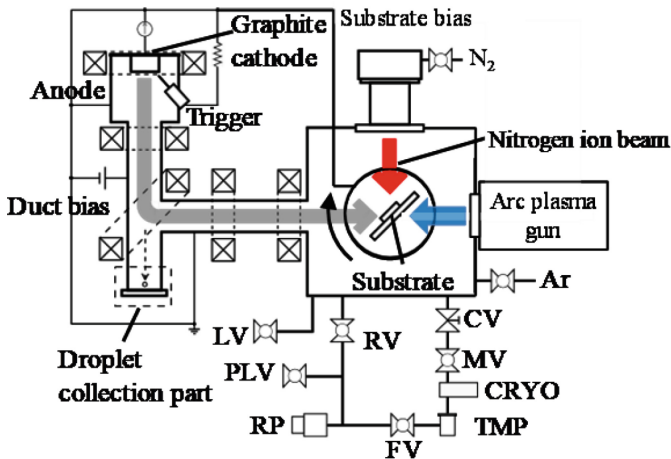 Graphite
cathode
Substrate bias
N2
Anode
Trigger
Nitrogen ion beam
Duct bias
Arc plasma
gun
Substrate
Ar
LV
RV
CV
MV
Droplet
collection part
PLV
CRYO
RP
FV
TMP